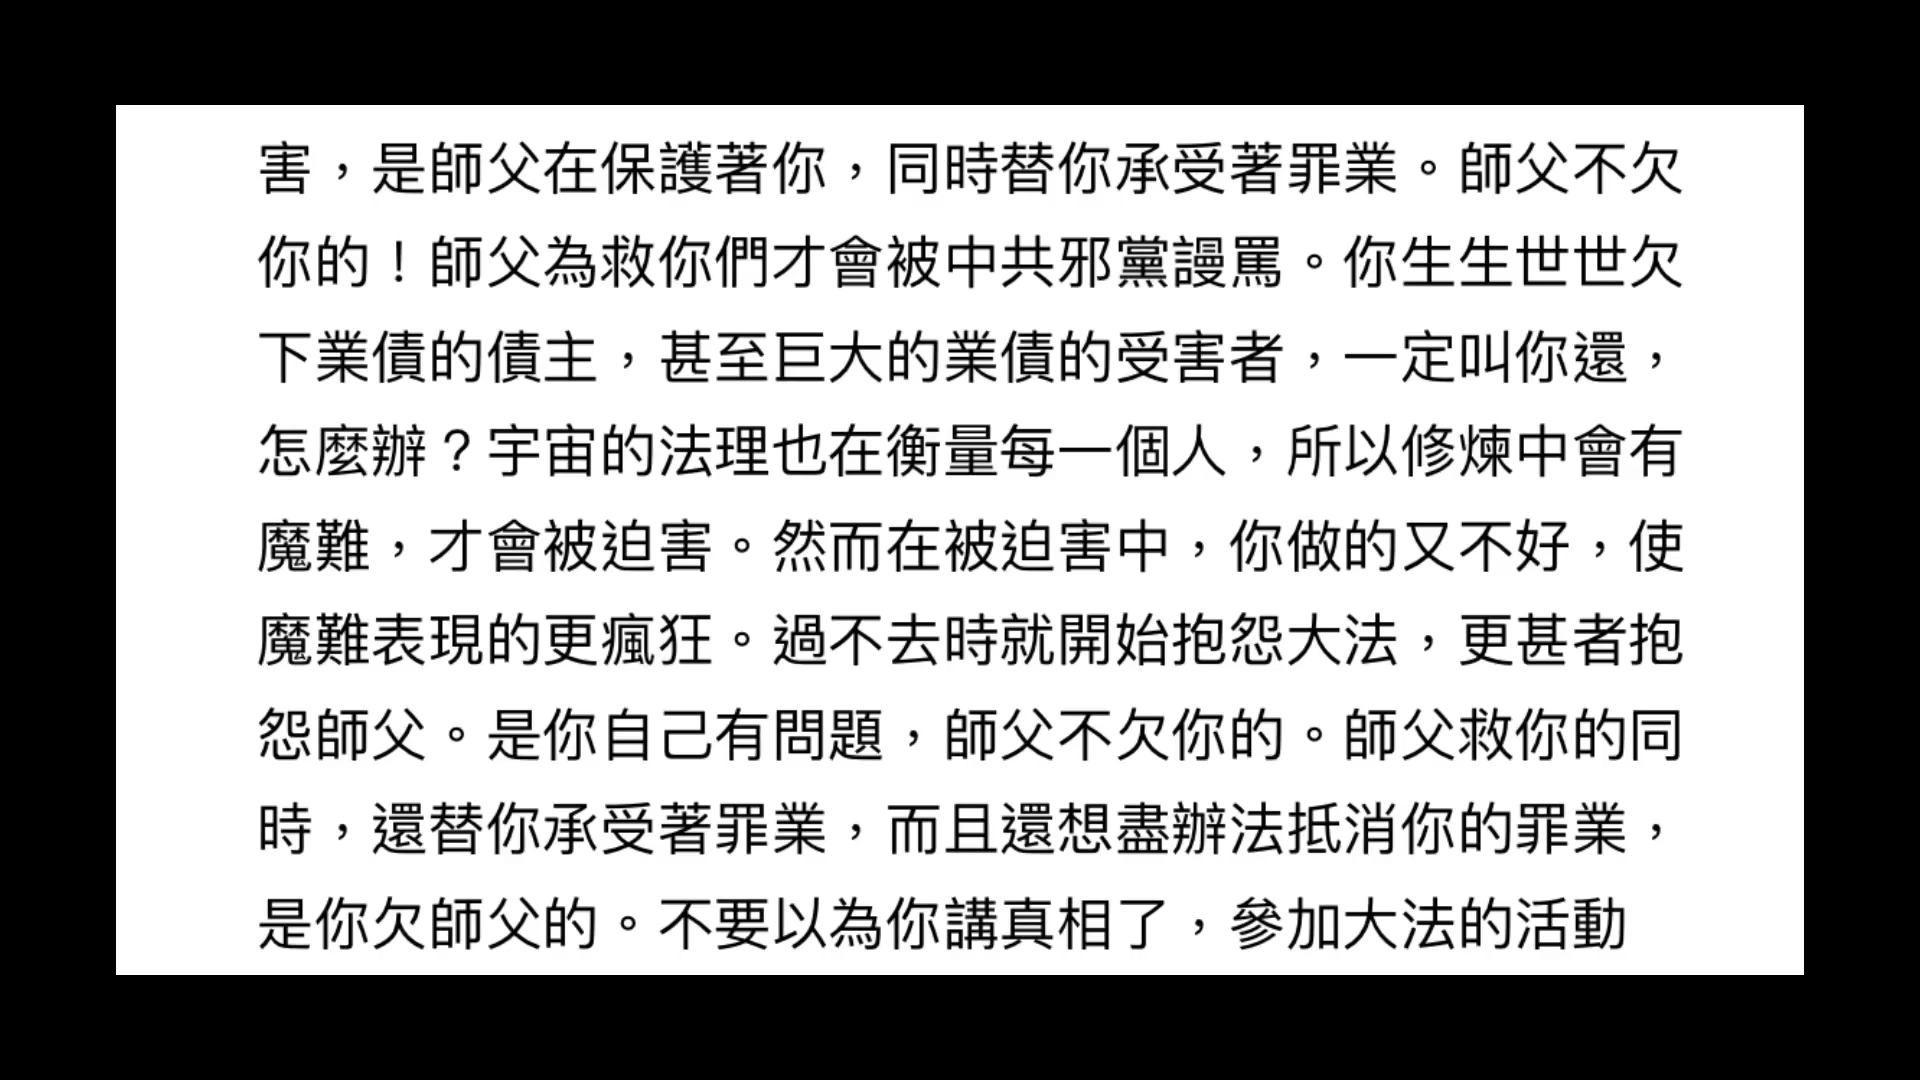 害，是師父在保護著你，同時替你承受著罪業。師父不欠
你的！師父為救你們才會被中共邪黨謾罵。你生生世世欠
下業債的債主，甚至巨大的業債的受害者，一定叫你還，
怎麼辦？宇宙的法理也在衡量每一個人，所以修煉中會有
魔難，才會被迫害。然而在被迫害中，你做的又不好，使
魔難表現的更瘋狂。過不去時就開始抱怨大法，更甚者抱
怨師父。是你自己有問題，師父不欠你的。師父救你的同
時，還替你承受著罪業，而且還想盡辦法抵消你的罪業，
是你欠師父的。不要以為你講真相了，參加大法的活動